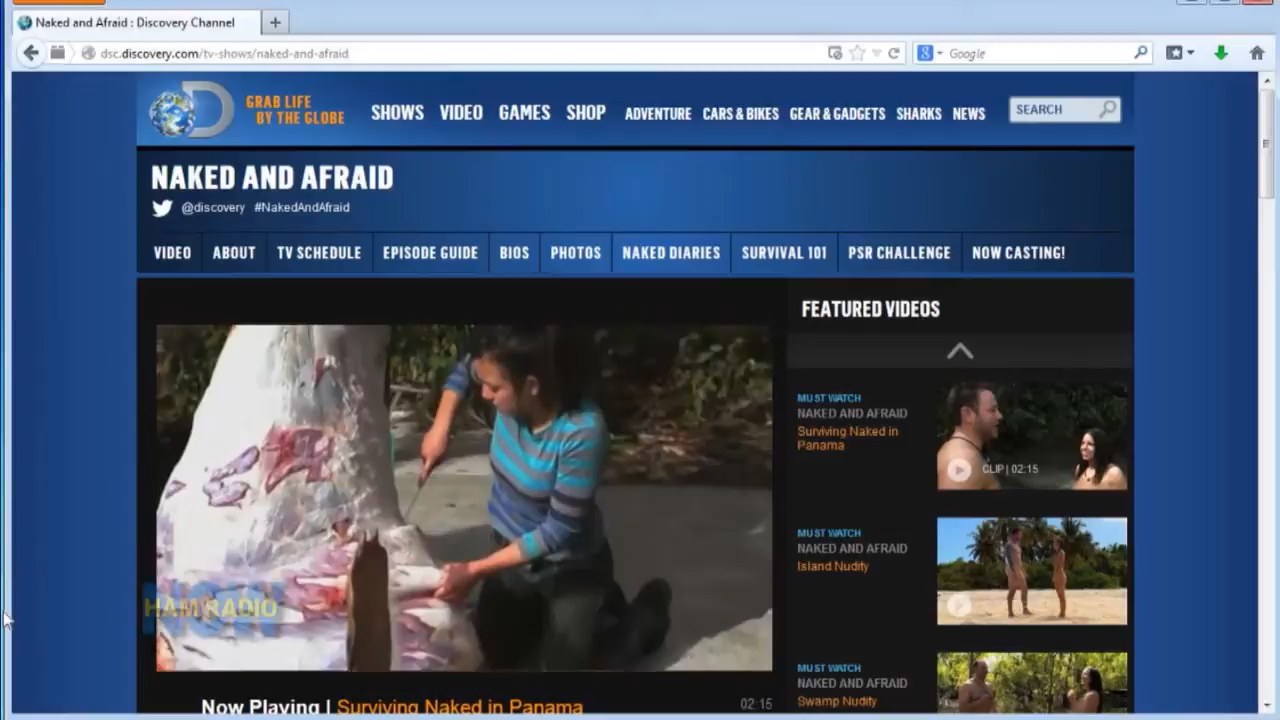 Naked and Afraid : Discovery Channel
dsc.discovery.com/tv-shows/naked-and-afraid
Google
GRAB LIFE
BY THE GLOBE
SHOWS VIDEO GAMES SHOP ADVENTURE CARS & BIKES GEAR & GADGETS SHARKS NEWS
SEARCH
NAKED AND AFRAID
@discovery #NakedAndAfraid
VIDEO ABOUT TV SCHEDULE EPISODE GUIDE BIOS PHOTOS NAKED DIARIES SURVIVAL 101 PSR CHALLENGE NOW CASTING!
FEATURED VIDEOS
MUST WATCH
NAKED AND AFRAID
Surviving Naked in
Panama
CLIP | 02:15
MUST WATCH
NAKED AND AFRAID
Island Nudity
MUST WATCH
NAKED AND AFRAID
Swamp Nudity
HAM RADIO
NOW
Now Playing | Surviving Naked in Panama
02:15